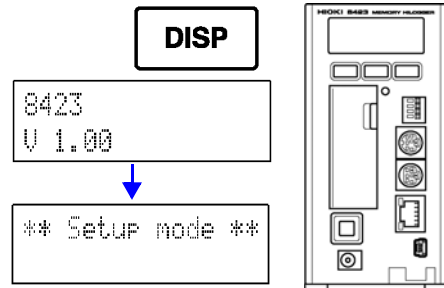 DISP
8423
V 1.00
** Setup mode **
HIOKI 8423 MEMORY HiLOGGER